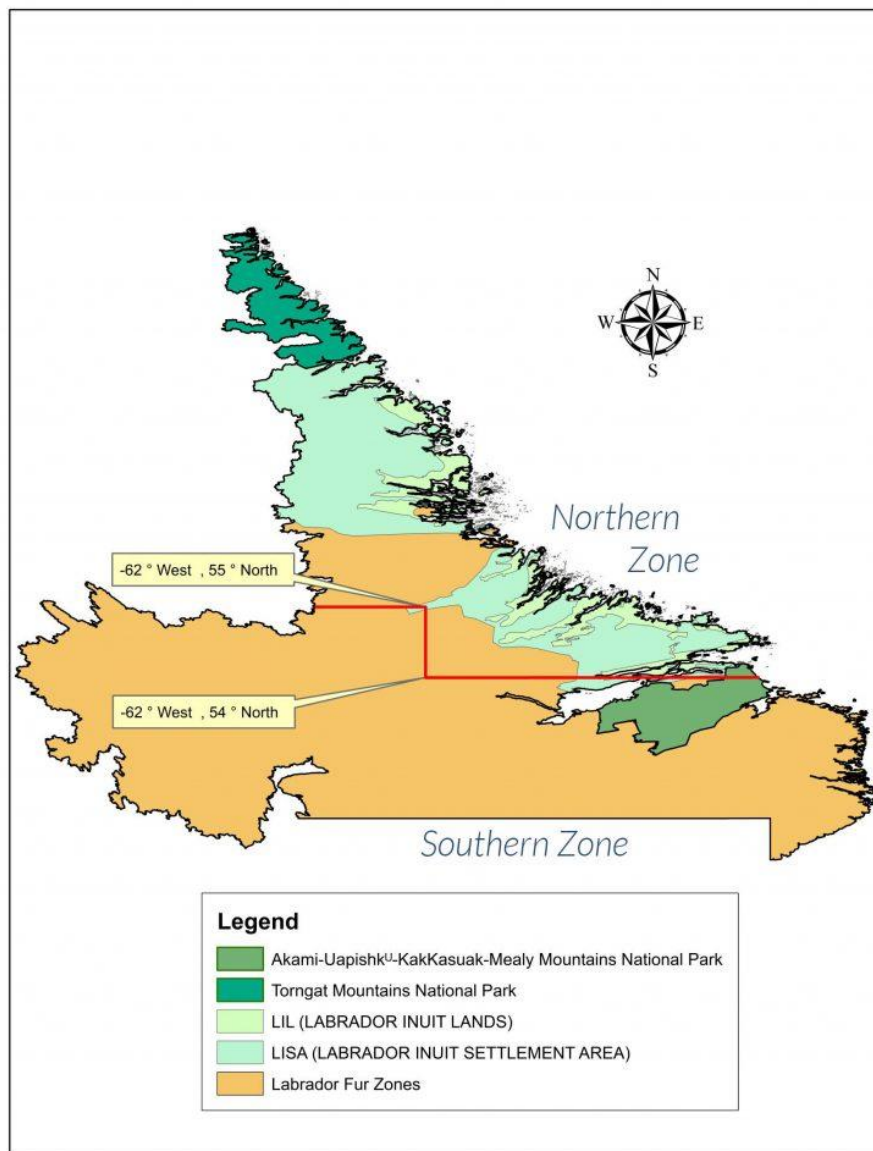 N
W E
S
Northern
Zone
-62 ° West , 55 ° North
-62 ° West , 54 ° North
Southern Zone
Legend
Akami-Uapishkᵁ-KakKasuak-Mealy Mountains National Park
Torngat Mountains National Park
LIL (LABRADOR INUIT LANDS)
LISA (LABRADOR INUIT SETTLEMENT AREA)
Labrador Fur Zones